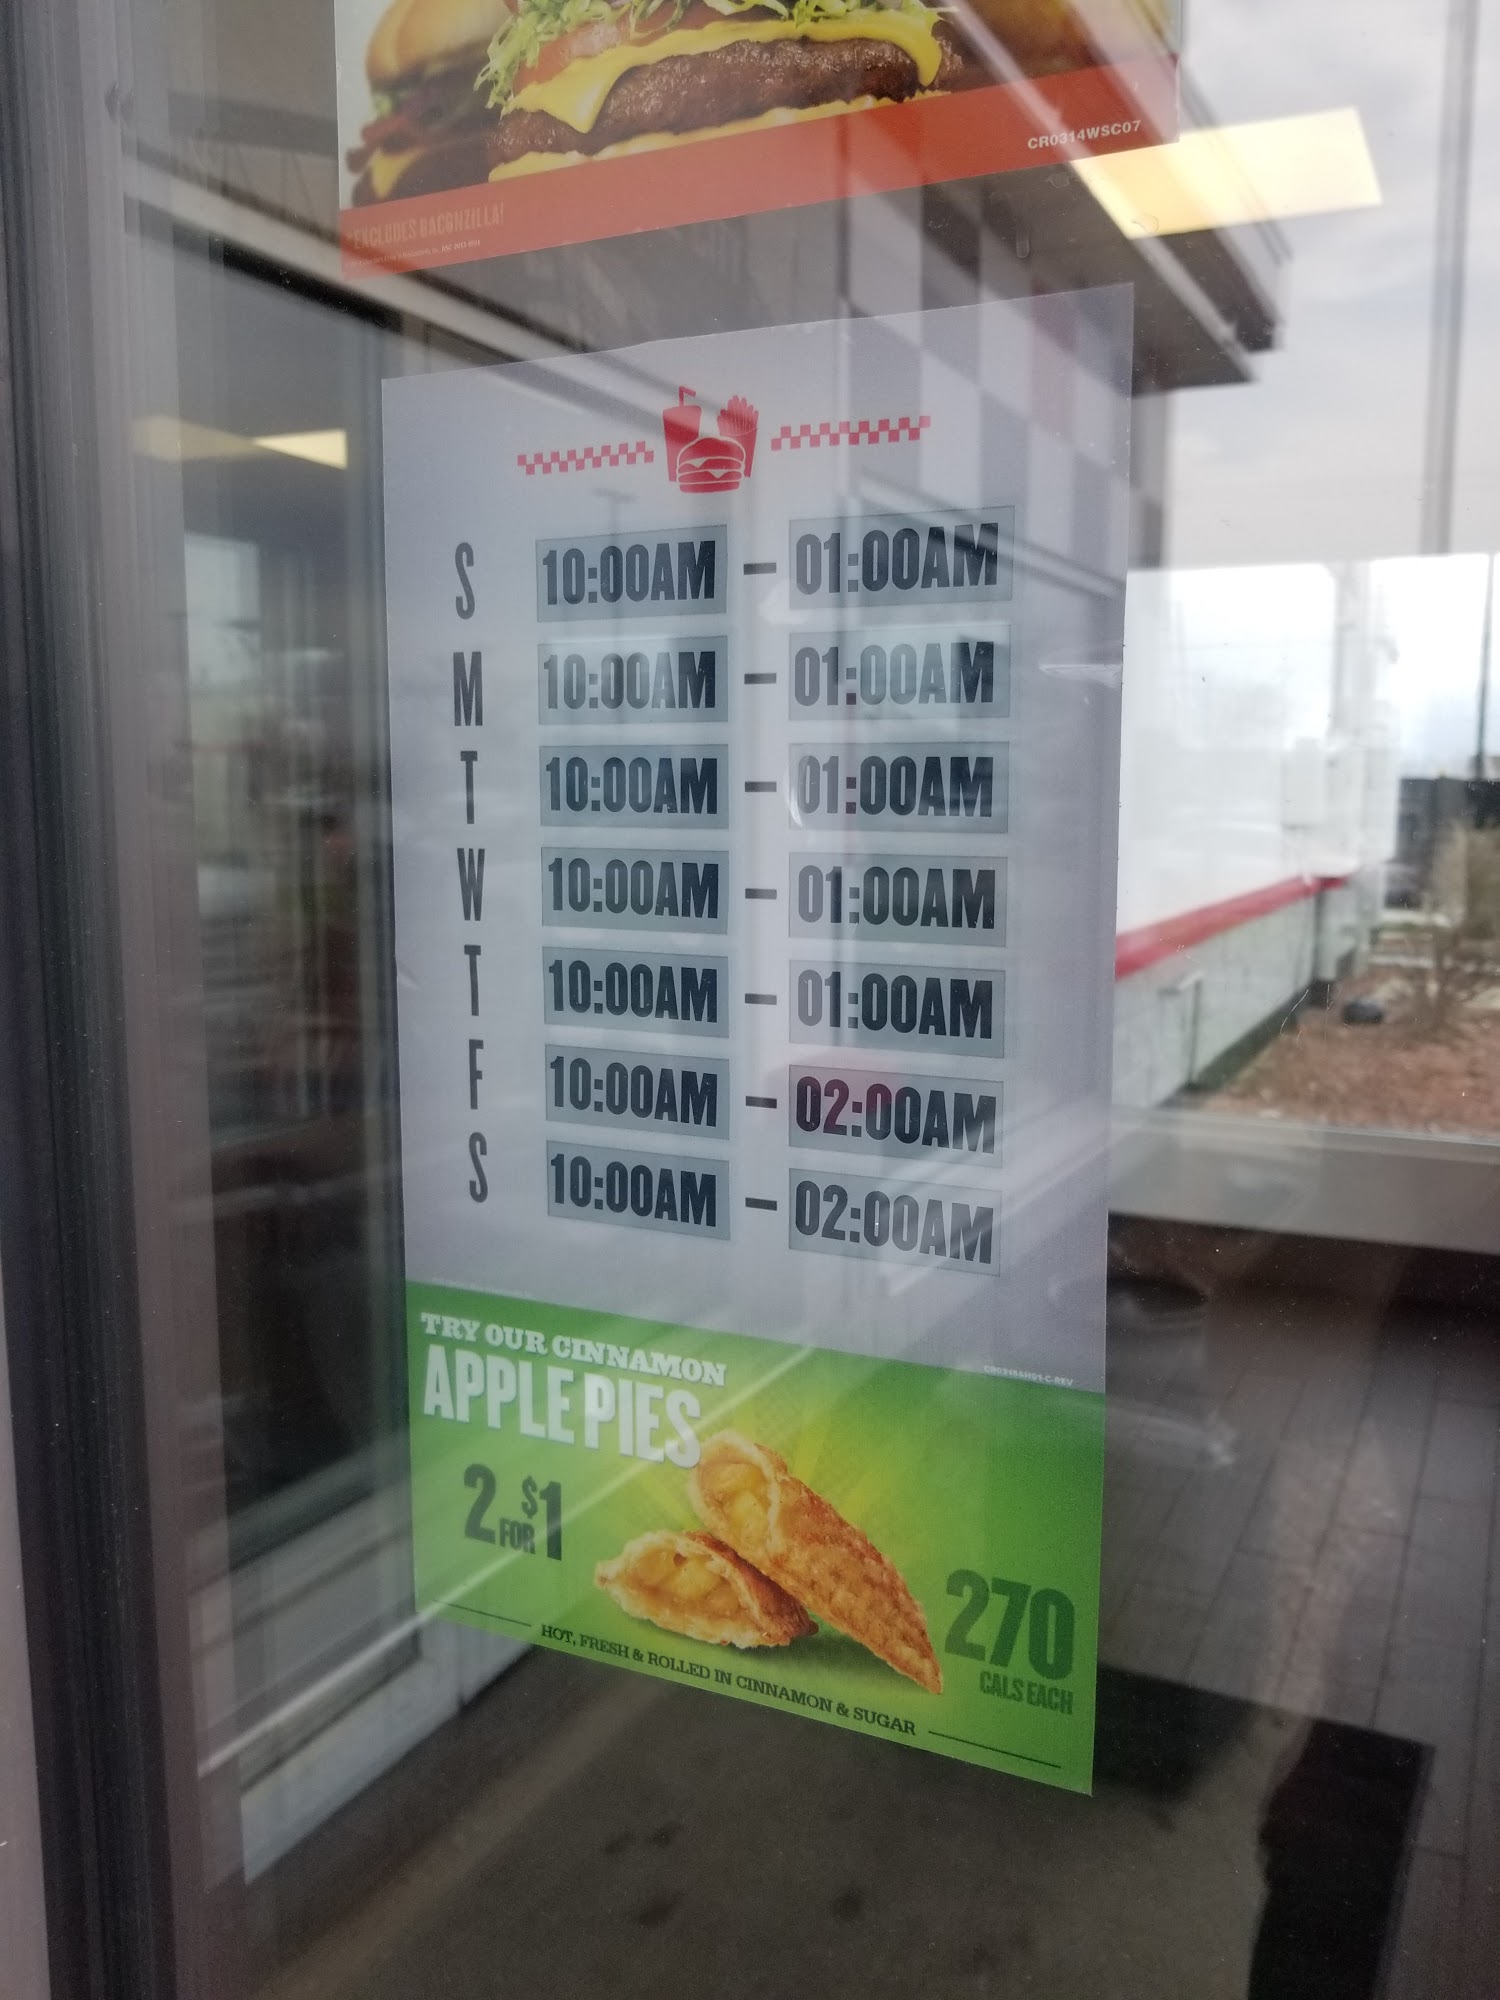 CR0314WSC07
*EXCLUDES BACONZILLA!
S 10:00AM – 01:00AM
M 10:00AM – 01:00AM
T 10:00AM – 01:00AM
W 10:00AM – 01:00AM
T 10:00AM – 01:00AM
F 10:00AM – 02:00AM
S 10:00AM – 02:00AM
TRY OUR CINNAMON
APPLE PIES
2 FOR $1
270
CALS EACH
HOT, FRESH & ROLLED IN CINNAMON & SUGAR